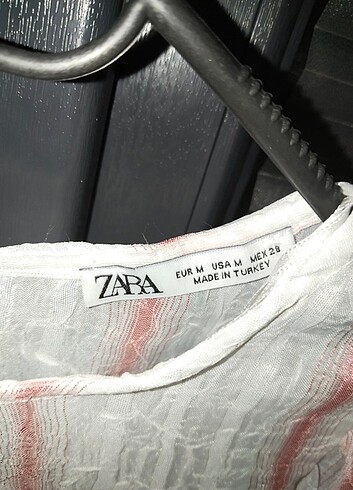 ZARA
EUR M USA M MEX 28
MADE IN TURKEY